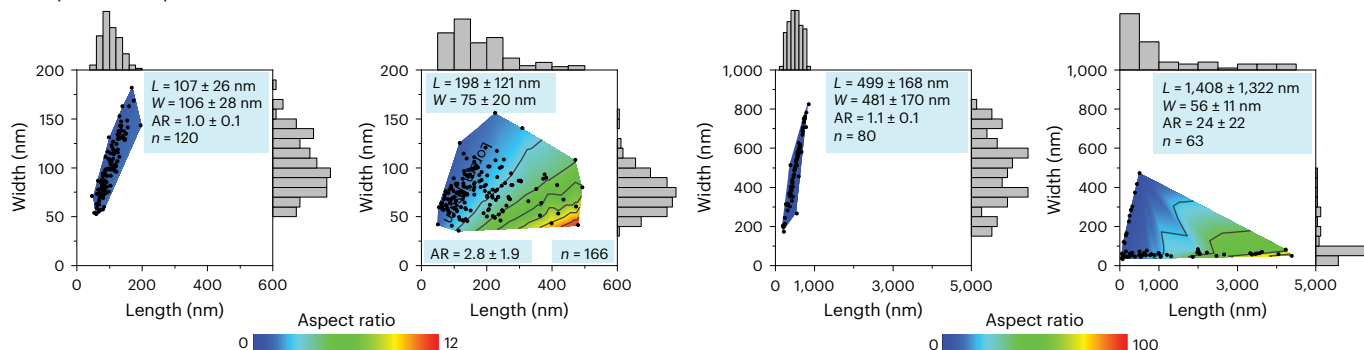 200
150
100
50
0
Width (nm)
L = 107 ± 26 nm
W = 106 ± 28 nm
AR = 1.0 ± 0.1
n = 120
0
200
400
600
Length (nm)
200
150
100
50
0
Width (nm)
L = 198 ± 121 nm
W = 75 ± 20 nm
AR = 2.8 ± 1.9
n = 166
0
200
400
600
Length (nm)
Aspect ratio
0
12
1,000
800
600
400
200
0
Width (nm)
L = 499 ± 168 nm
W = 481 ± 170 nm
AR = 1.1 ± 0.1
n = 80
0
1,000
3,000
5,000
Length (nm)
1,000
800
600
400
200
0
Width (nm)
L = 1,408 ± 1,322 nm
W = 56 ± 11 nm
AR = 24 ± 22
n = 63
0
1,000
3,000
5,000
Length (nm)
Aspect ratio
0
100